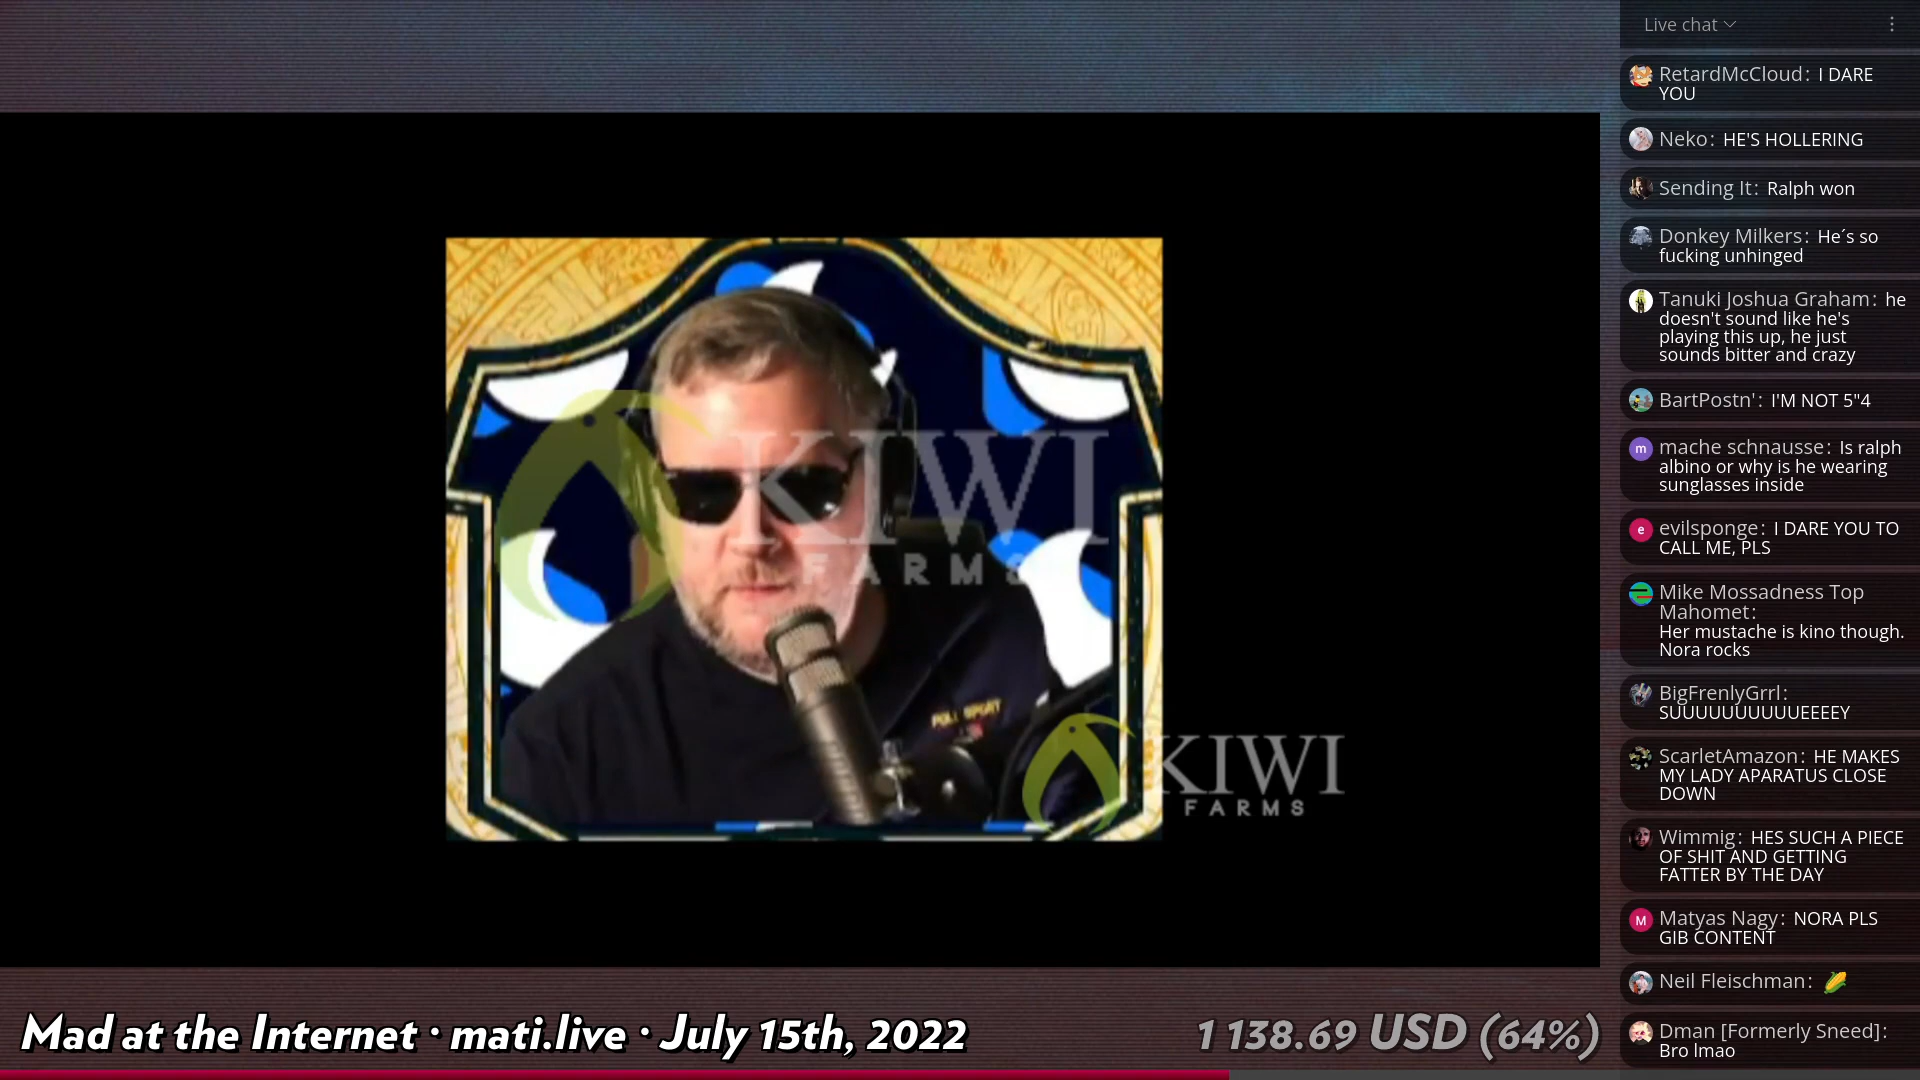 Live chat
RetardMcCloud: I DARE
YOU
Neko: HE'S HOLLERING
Sending It: Ralph won
Donkey Milkers: He´s so
fucking unhinged
Tanuki Joshua Graham: he
doesn't sound like he's
playing this up, he just
sounds bitter and crazy
BartPostn': I'M NOT 5"4
m
mache schnausse: Is ralph
albino or why is he wearing
sunglasses inside
e
evilsponge: I DARE YOU TO
CALL ME, PLS
Mike Mossadness Top
Mahomet:
Her mustache is kino though.
Nora rocks
BigFrenlyGrrl:
SUUUUUUUUUUEEEEY
ScarletAmazon: HE MAKES
MY LADY APARATUS CLOSE
DOWN
Wimmig: HES SUCH A PIECE
OF SHIT AND GETTING
FATTER BY THE DAY
M
Matyas Nagy: NORA PLS
GIB CONTENT
Neil Fleischman: 🌽
Dman [Formerly Sneed]:
Bro lmao
KIWI
FARMS
KIWI
FARMS
Mad at the Internet · mati.live · July 15th, 2022
1 138.69 USD (64%)